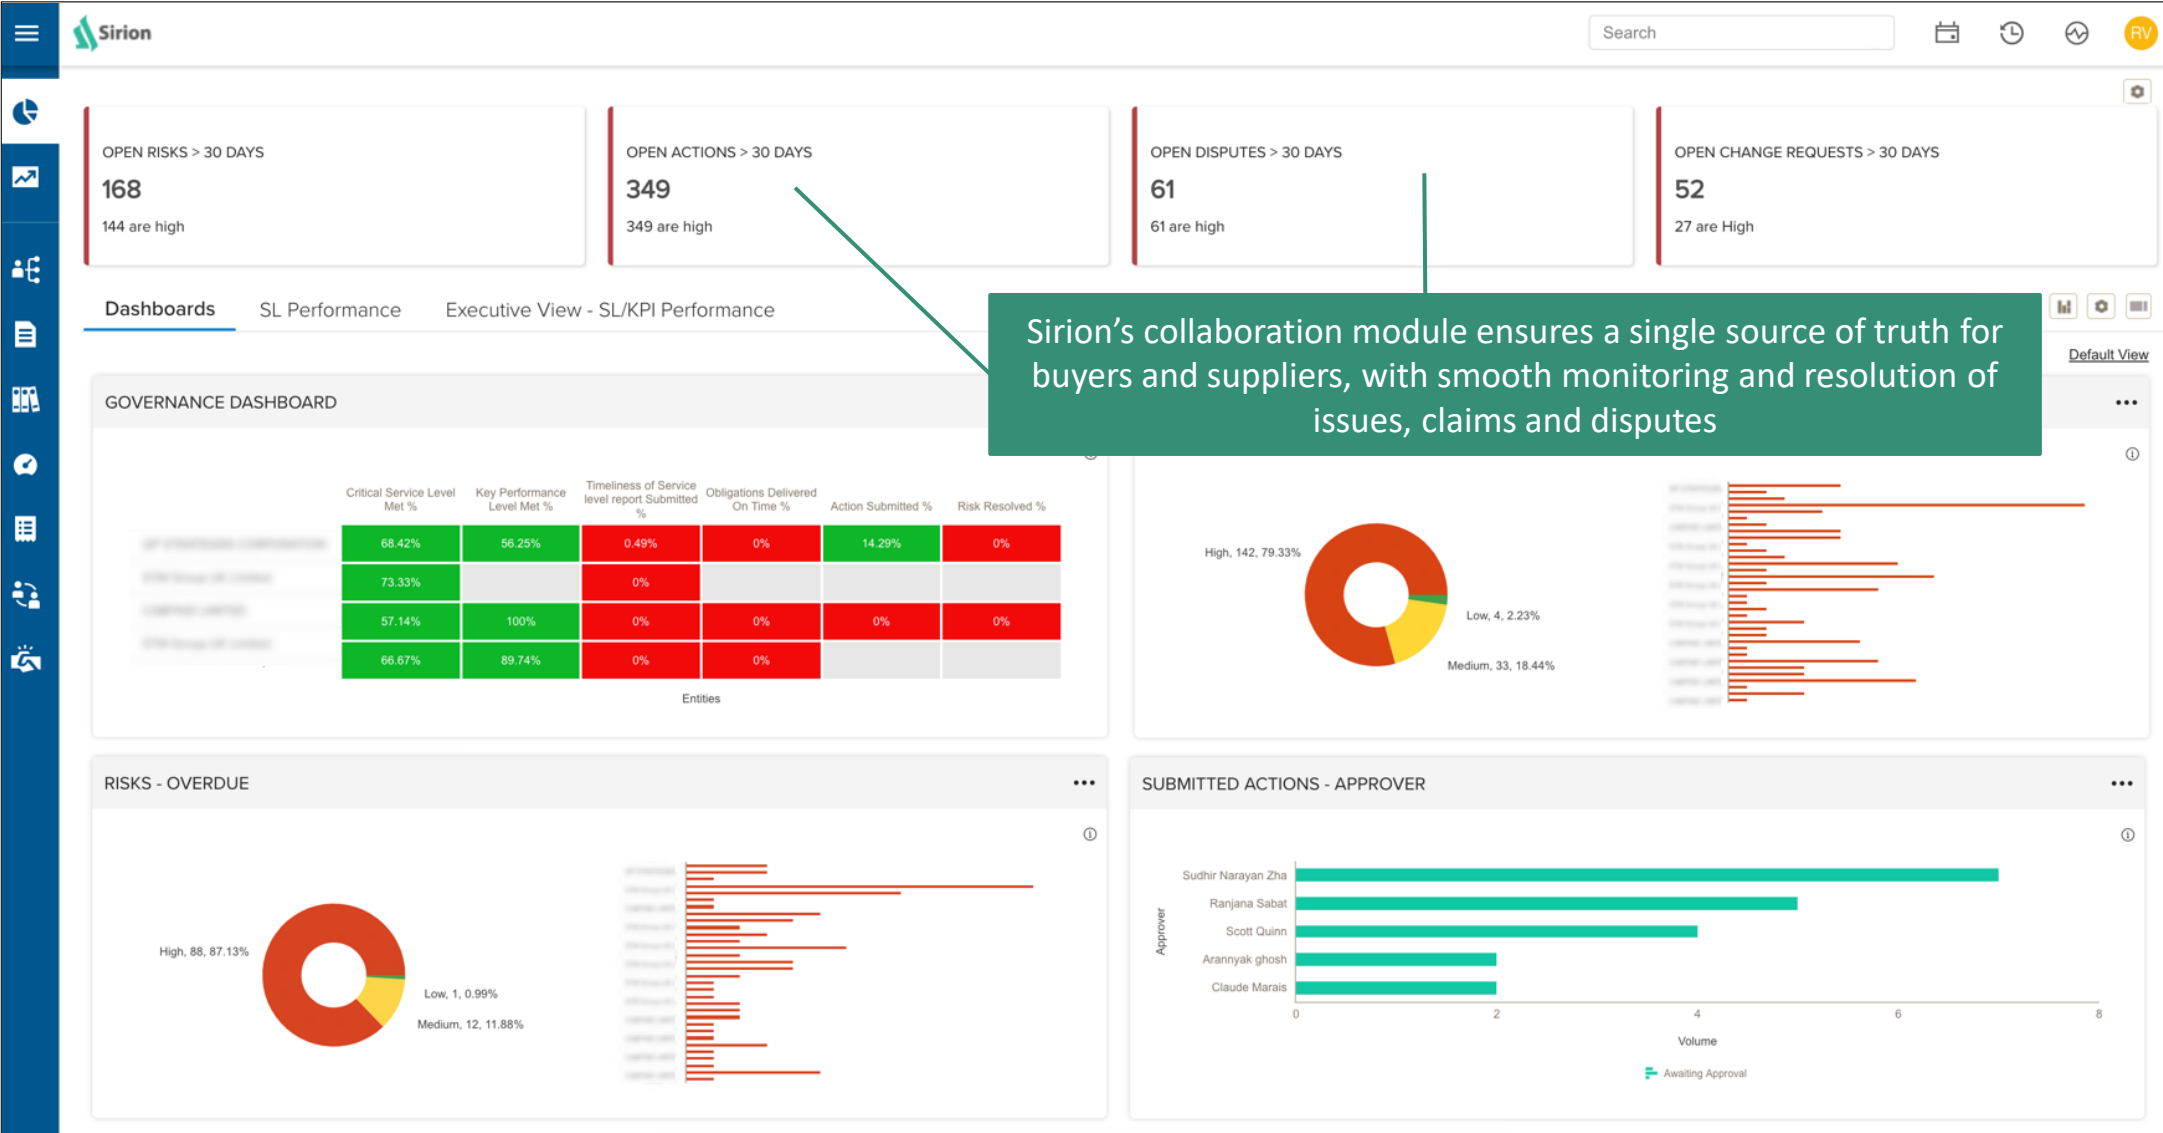 Sirion
Search
RV
OPEN RISKS > 30 DAYS
168
144 are high
OPEN ACTIONS > 30 DAYS
349
349 are high
OPEN DISPUTES > 30 DAYS
61
61 are high
OPEN CHANGE REQUESTS > 30 DAYS
52
27 are High
Dashboards
SL Performance
Executive View - SL/KPI Performance
Sirion’s collaboration module ensures a single source of truth for
buyers and suppliers, with smooth monitoring and resolution of
issues, claims and disputes
Default View
GOVERNANCE DASHBOARD
Critical Service Level
Met %
Key Performance
Level Met %
Timeliness of Service
level report Submitted
%
Obligations Delivered
On Time %
Action Submitted %
Risk Resolved %
68.42% 56.25% 0.49% 0% 14.29% 0%
73.33% 0%
57.14% 100% 0% 0% 0% 0%
66.67% 89.74% 0% 0%
Entities
High, 142, 79.33%
Low, 4, 2.23%
Medium, 33, 18.44%
RISKS - OVERDUE
High, 88, 87.13%
Low, 1, 0.99%
Medium, 12, 11.88%
SUBMITTED ACTIONS - APPROVER
Approver
Sudhir Narayan Zha
Ranjana Sabat
Scott Quinn
Arannyak ghosh
Claude Marais
0 2 4 6 8
Volume
Awaiting Approval